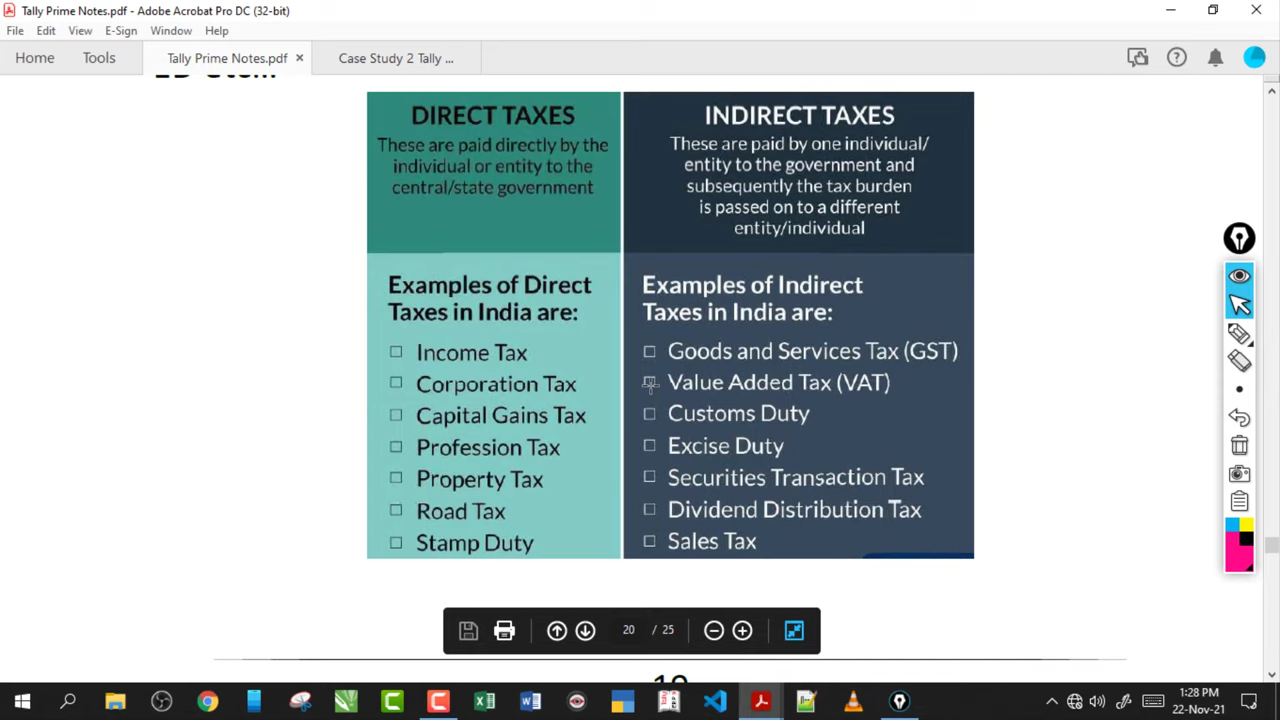 Tally Prime Notes.pdf - Adobe Acrobat Pro DC (32-bit)
File Edit View E-Sign Window Help
Home Tools Tally Prime Notes.pdf × Case Study 2 Tally ...
DIRECT TAXES
These are paid directly by the
individual or entity to the
central/state government
INDIRECT TAXES
These are paid by one individual/
entity to the government and
subsequently the tax burden
is passed on to a different
entity/individual
Examples of Direct
Taxes in India are:
Income Tax
Corporation Tax
Capital Gains Tax
Profession Tax
Property Tax
Road Tax
Stamp Duty
Examples of Indirect
Taxes in India are:
Goods and Services Tax (GST)
Value Added Tax (VAT)
Customs Duty
Excise Duty
Securities Transaction Tax
Dividend Distribution Tax
Sales Tax
20 / 25
1:28 PM
22-Nov-21